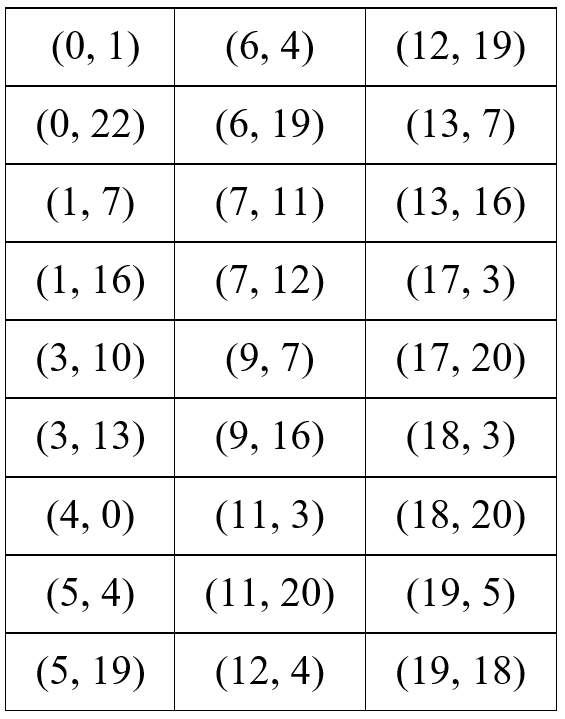 (0, 1) (6, 4) (12, 19)
(0, 22) (6, 19) (13, 7)
(1, 7) (7, 11) (13, 16)
(1, 16) (7, 12) (17, 3)
(3, 10) (9, 7) (17, 20)
(3, 13) (9, 16) (18, 3)
(4, 0) (11, 3) (18, 20)
(5, 4) (11, 20) (19, 5)
(5, 19) (12, 4) (19, 18)